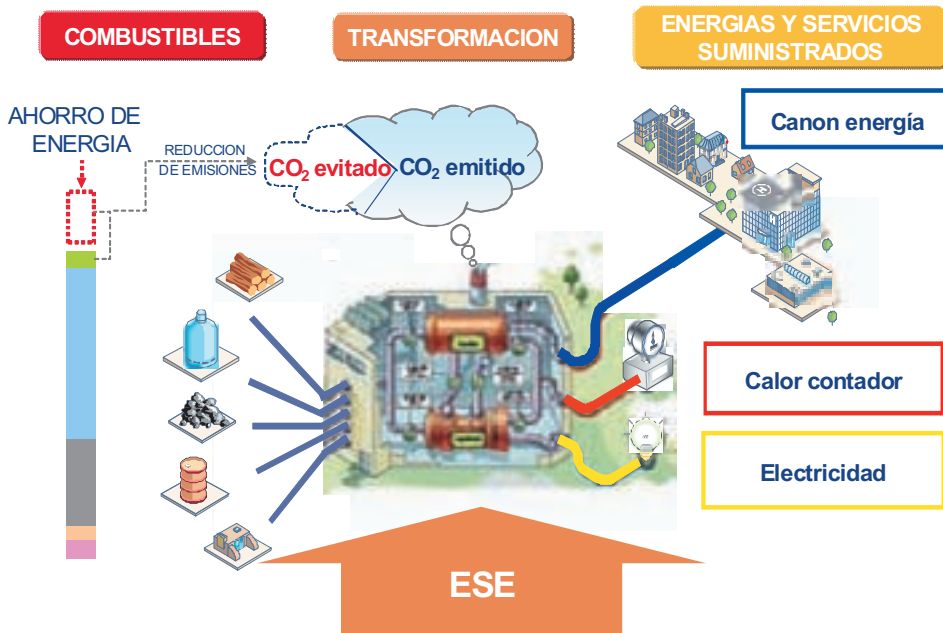 COMBUSTIBLES
TRANSFORMACION
ENERGIAS Y SERVICIOS
SUMINISTRADOS
AHORRO DE
ENERGIA
REDUCCION
DE EMISIONES
CO₂ evitado
CO₂ emitido
Canon energía
Calor contador
Electricidad
ESE